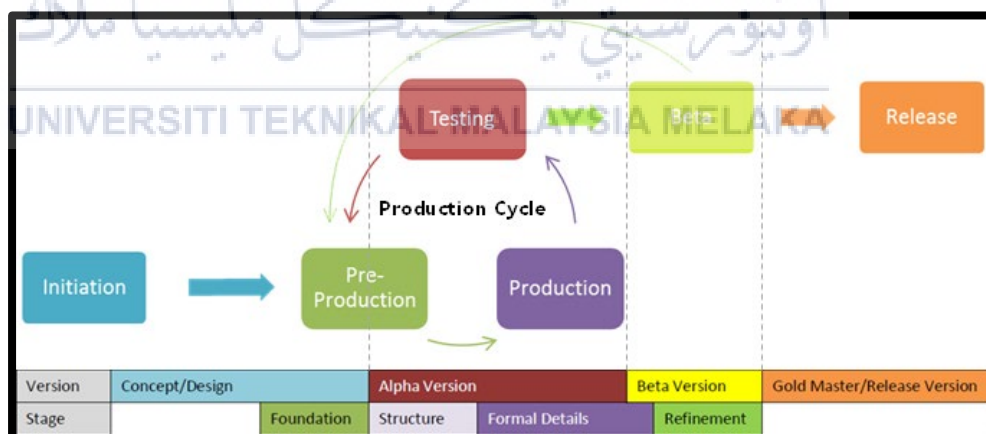 اونيۏرسيتي تيكنيكل مليسيا ملاك
UNIVERSITI TEKNIKAL MALAYSIA MELAKA
Testing
Beta
Release
Production Cycle
Initiation
Pre-
Production
Production
Version
Concept/Design
Alpha Version
Beta Version
Gold Master/Release Version
Stage
Foundation
Structure
Formal Details
Refinement